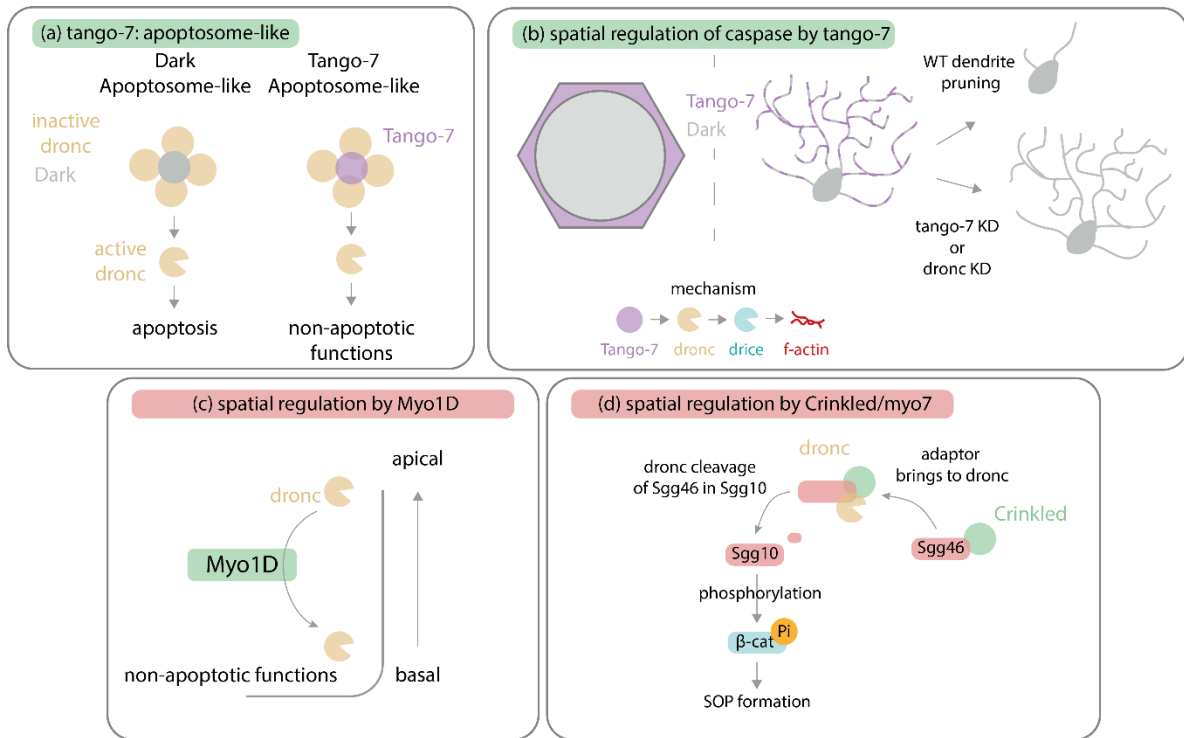 (a) tango-7: apoptosome-like
Dark
Apoptosome-like
Tango-7
Apoptosome-like
inactive
dronc
Dark
Tango-7
active
dronc
apoptosis
non-apoptotic
functions
(b) spatial regulation of caspase by tango-7
Tango-7
Dark
WT dendrite
pruning
tango-7 KD
or
dronc KD
mechanism
Tango-7
dronc
drice
f-actin
(c) spatial regulation by Myo1D
apical
dronc
Myo1D
non-apoptotic functions
basal
(d) spatial regulation by Crinkled/myo7
dronc
dronc cleavage
of Sgg46 in Sgg10
adaptor
brings to dronc
Crinkled
Sgg46
Sgg10
phosphorylation
Pi
β-cat
SOP formation